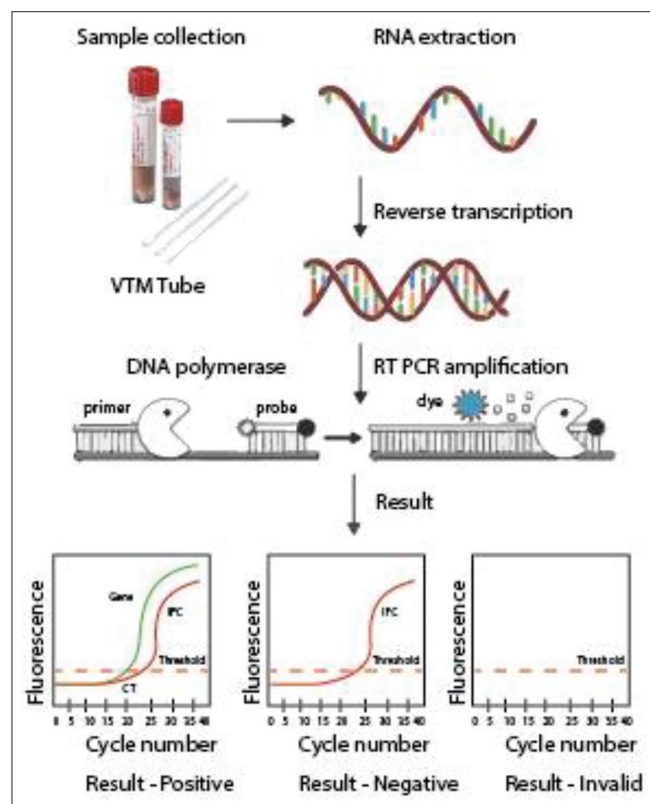 Sample collection
RNA extraction
Reverse transcription
VTM Tube
DNA polymerase
RT PCR amplification
primer
probe
dye
Result
Fluorescence
Gene
IPC
Threshold
CT
0 5 10 15 25 35 40
Cycle number
Result - Positive
Fluorescence
IPC
Threshold
0 5 10 15 20 25 30 35 40
Cycle number
Result - Negative
Fluorescence
Threshold
0 5 10 15 20 25 30 35 40
Cycle number
Result - Invalid